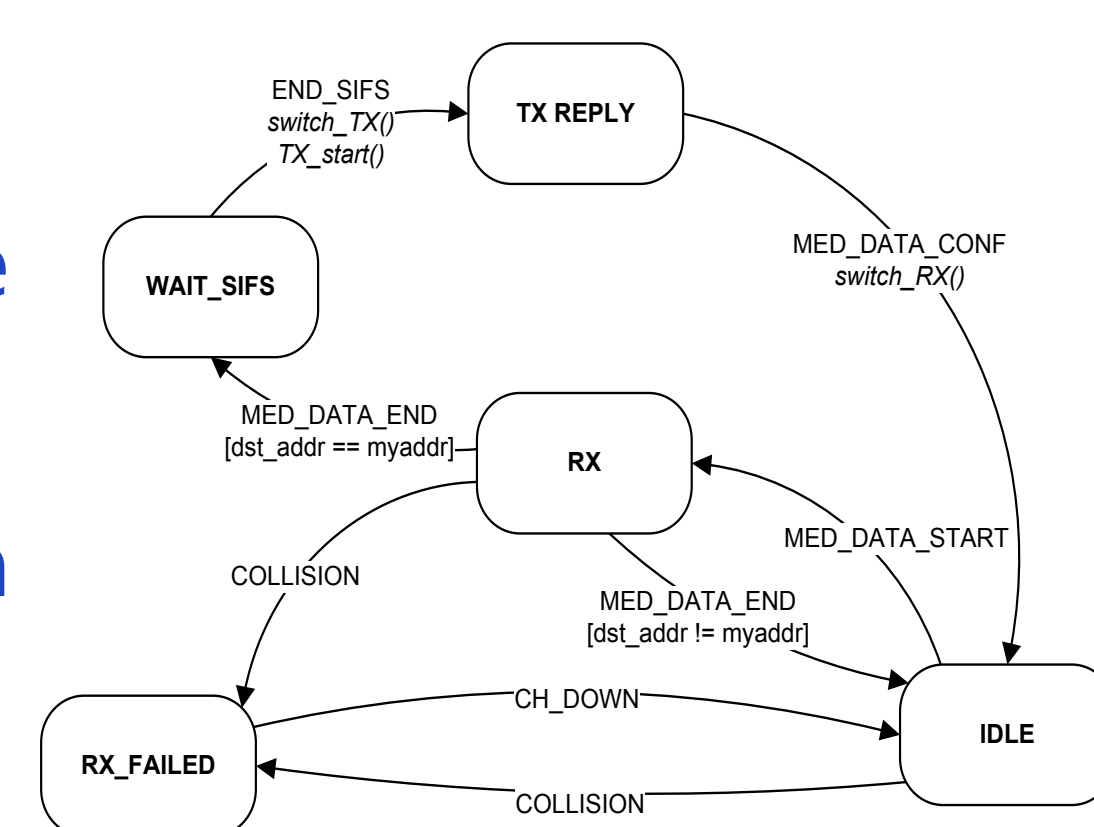 END_SIFS
switch_TX()
TX_start()
TX REPLY
MED_DATA_CONF
switch_RX()
WAIT_SIFS
e
MED_DATA_END
[dst_addr == myaddr]
RX
MED_DATA_START
n
COLLISION
MED_DATA_END
[dst_addr != myaddr]
CH_DOWN
IDLE
RX_FAILED
COLLISION